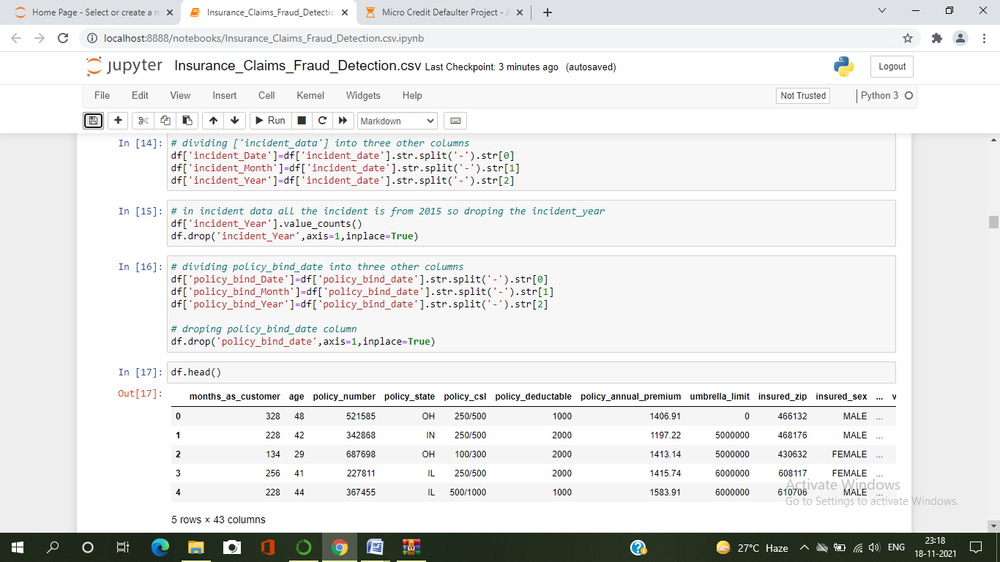 Home Page - Select or create a n
Insurance_Claims_Fraud_Detectio
Micro Credit Defaulter Project - J
localhost:8888/notebooks/Insurance_Claims_Fraud_Detection.csv.ipynb
jupyter Insurance_Claims_Fraud_Detection.csv Last Checkpoint: 3 minutes ago (autosaved)
Logout
File Edit View Insert Cell Kernel Widgets Help
Not Trusted
Python 3
Run
Markdown
In [14]: # dividing ['incident_data'] into three other columns
df['incident_Date']=df['incident_date'].str.split('-').str[0]
df['incident_Month']=df['incident_date'].str.split('-').str[1]
df['incident_Year']=df['incident_date'].str.split('-').str[2]
In [15]: # in incident data all the incident is from 2015 so droping the incident_year
df['incident_Year'].value_counts()
df.drop('incident_Year',axis=1,inplace=True)
In [16]: # dividing policy_bind_date into three other columns
df['policy_bind_Date']=df['policy_bind_date'].str.split('-').str[0]
df['policy_bind_Month']=df['policy_bind_date'].str.split('-').str[1]
df['policy_bind_Year']=df['policy_bind_date'].str.split('-').str[2]
# droping policy_bind_date column
df.drop('policy_bind_date',axis=1,inplace=True)
In [17]: df.head()
Out[17]:
months_as_customer age policy_number policy_state policy_csl policy_deductable policy_annual_premium umbrella_limit insured_zip insured_sex ... v
0 328 48 521585 OH 250/500 1000 1406.91 0 466132 MALE ...
1 228 42 342868 IN 250/500 2000 1197.22 5000000 468176 MALE ...
2 134 29 687698 OH 100/300 2000 1413.14 5000000 430632 FEMALE ...
3 256 41 227811 IL 250/500 2000 1415.74 6000000 608117 FEMALE ...
4 228 44 367455 IL 500/1000 1000 1583.91 6000000 610706 MALE ...
5 rows × 43 columns
Activate Windows
Go to Settings to activate Windows.
27°C Haze
ENG
23:18
18-11-2021